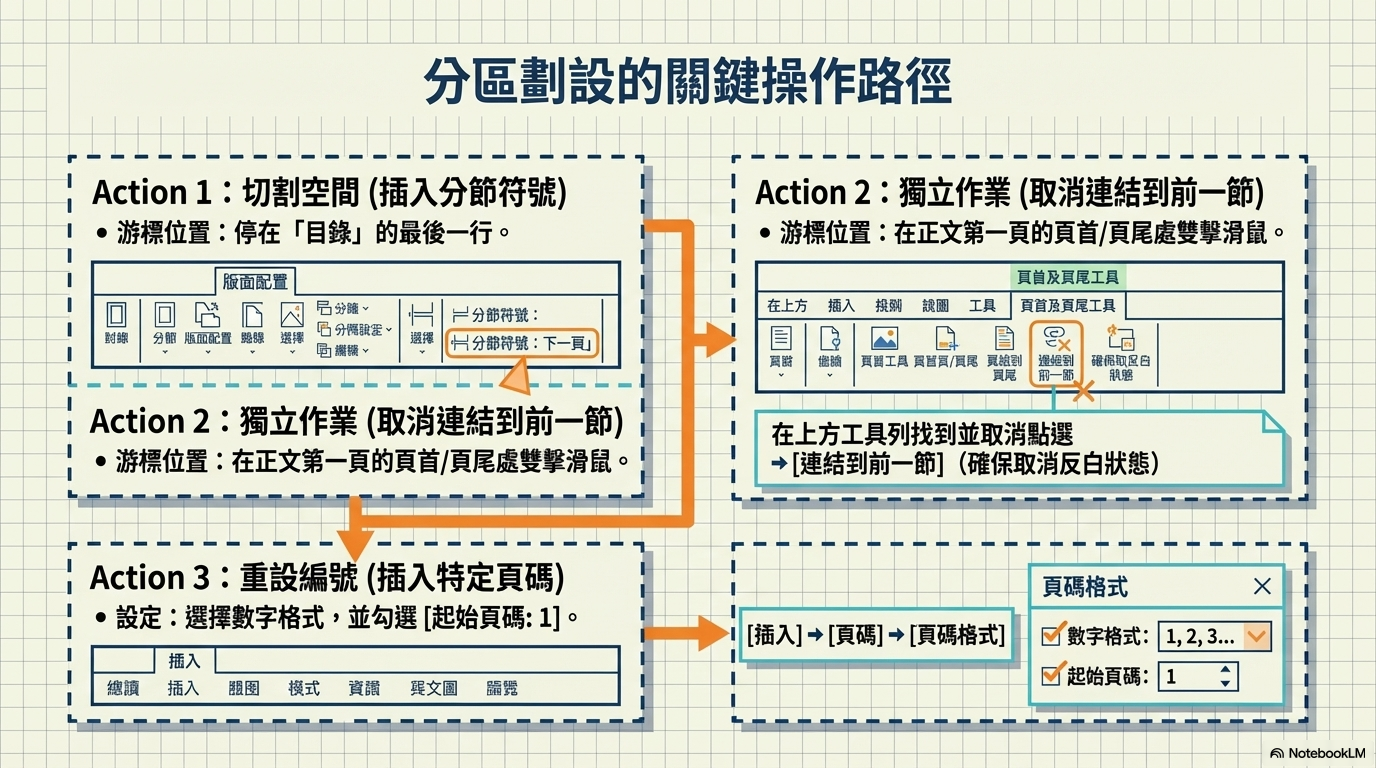 分區劃設的關鍵操作路徑
Action 1：切割空間 (插入分節符號)
• 游標位置：停在「目錄」的最後一行。
版面配置
分節
版面配置
選擇
選擇
分節符號：
分節符號：下一頁」
Action 2：獨立作業 (取消連結到前一節)
• 游標位置：在正文第一頁的頁首/頁尾處雙擊滑鼠。
Action 2：獨立作業 (取消連結到前一節)
• 游標位置：在正文第一頁的頁首/頁尾處雙擊滑鼠。
頁首及頁尾工具
在上方 插入 工具 頁首及頁尾工具
連結到
前一節
在上方工具列找到並取消點選
→[連結到前一節]（確保取消反白狀態）
Action 3：重設編號 (插入特定頁碼)
• 設定：選擇數字格式，並勾選 [起始頁碼: 1]。
插入
插入 模式
[插入]→[頁碼]→[頁碼格式]
頁碼格式
數字格式： 1, 2, 3...
起始頁碼： 1
NotebookLM